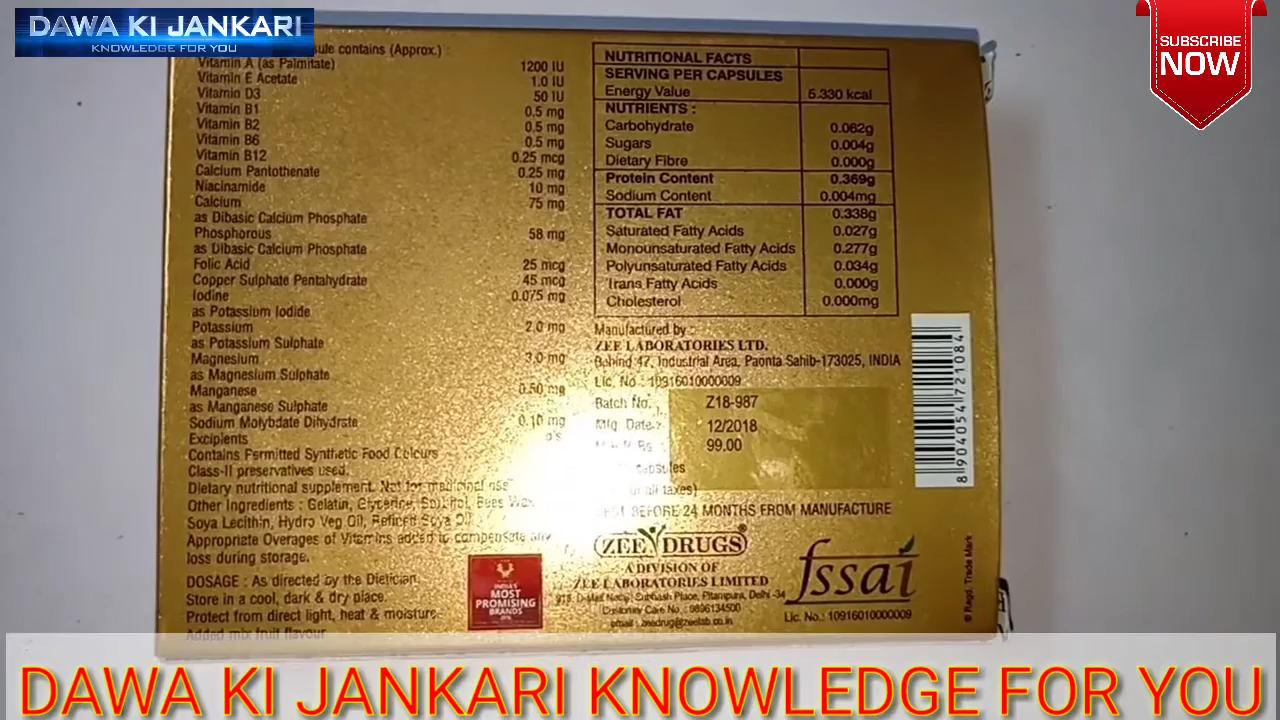 DAWA KI JANKARI
KNOWLEDGE FOR YOU
SUBSCRIBE
NOW
sule contains (Approx.) :
Vitamin A (as Palmitate) 1200 IU
Vitamin E Acetate 1.0 IU
Vitamin D3 50 IU
Vitamin B1 0.5 mg
Vitamin B2 0.5 mg
Vitamin B6 0.5 mg
Vitamin B12 0.25 mcg
Calcium Pantothenate 0.25 mg
Niacinamide 10 mg
Calcium 75 mg
as Dibasic Calcium Phosphate
Phosphorous 58 mg
as Dibasic Calcium Phosphate
Folic Acid 25 mcg
Copper Sulphate Pentahydrate 45 mcg
Iodine 0.075 mg
as Potassium Iodide
Potassium 2.0 mg
as Potassium Sulphate
Magnesium 3.0 mg
as Magnesium Sulphate
Manganese 0.50 mg
as Manganese Sulphate
Sodium Molybdate Dihydrate 0.10 mg
Excipients
Contains Permitted Synthetic Food Colours
Class-II preservatives used.
Dietary nutritional supplement. Not for medicinal use
Other Ingredients : Gelatin, Glycerine, Sorbitol, Bees Wax
Soya Lecithin, Hydro Veg Oil, Refined Soya Oil
Appropriate Overages of Vitamins added to compensate any
loss during storage.
DOSAGE : As directed by the Dietician.
Store in a cool, dark & dry place.
Protect from direct light, heat & moisture.
Added mix fruit flavour
NUTRITIONAL FACTS
SERVING PER CAPSULES
Energy Value 5.330 kcal
NUTRIENTS :
Carbohydrate 0.062g
Sugars 0.004g
Dietary Fibre 0.000g
Protein Content 0.369g
Sodium Content 0.004mg
TOTAL FAT 0.338g
Saturated Fatty Acids 0.027g
Monounsaturated Fatty Acids 0.277g
Polyunsaturated Fatty Acids 0.034g
Trans Fatty Acids 0.000g
Cholesterol 0.000mg
Manufactured by :
ZEE LABORATORIES LTD.
Behind 47, Industrial Area, Paonta Sahib-173025, INDIA
Lic. No.: 10916010000009
Batch No. Z18-987
Mfg. Date 12/2018
Rs. 99.00
capsules
all taxes)
BEFORE 24 MONTHS FROM MANUFACTURE
ZEE DRUGS®
A DIVISION OF
ZEE LABORATORIES LIMITED
Subhash Place, Pitampura, Delhi-34
Customer Care No.: 9896134500
INDIA'S
MOST
PROMISING
BRANDS
fssai
Lic. No.: 10916010000009
8904054721084
® Regd. Trade Mark
DAWA KI JANKARI KNOWLEDGE FOR YOU